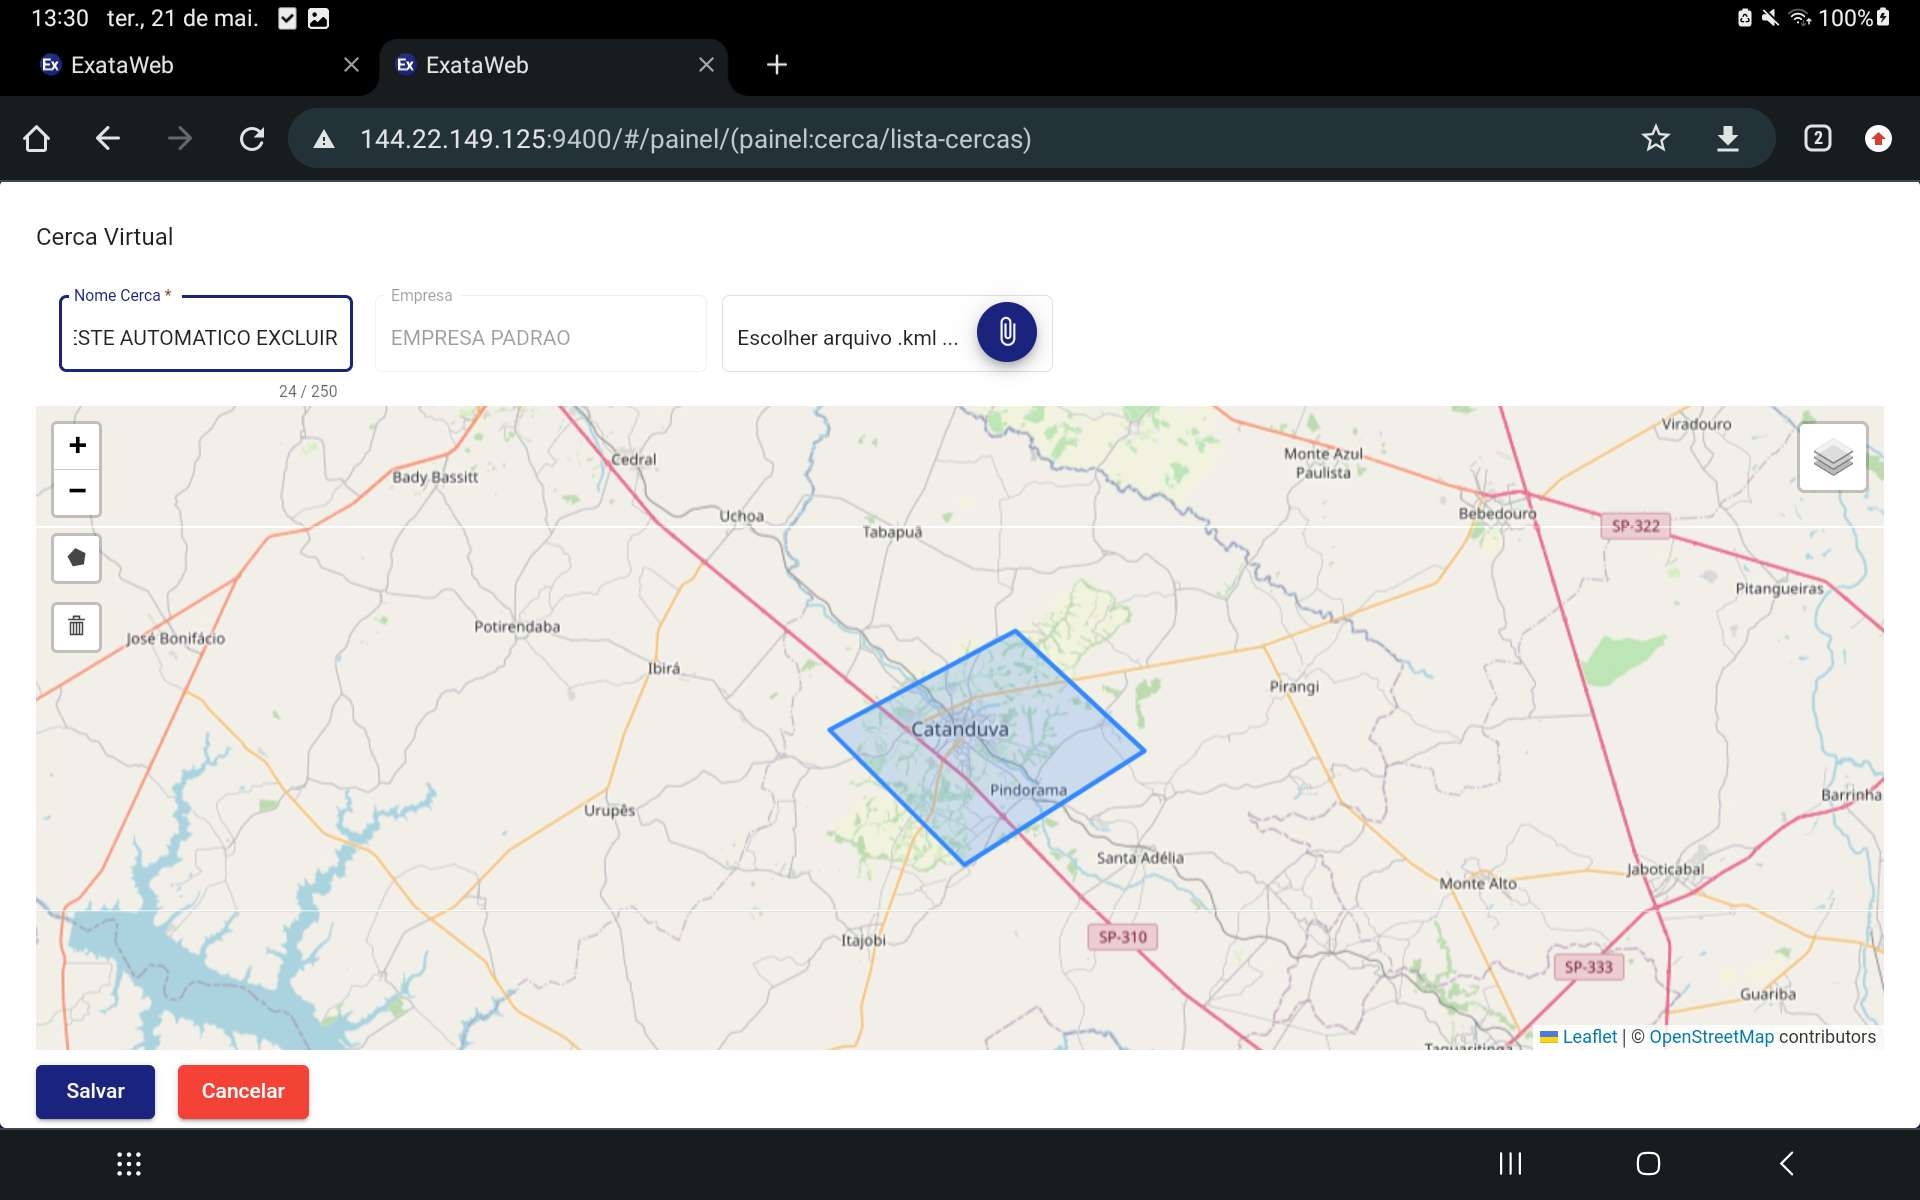 13:30 ter., 21 de mai.
100%
Ex ExataWeb
Ex ExataWeb
144.22.149.125:9400/#/painel/(painel:cerca/lista-cercas)
2
Cerca Virtual
Nome Cerca *
STE AUTOMATICO EXCLUIR
24 / 250
Empresa
EMPRESA PADRAO
Escolher arquivo .kml ...
+
−
Viradouro
Cedral
Monte Azul
Paulista
Bady Bassitt
Bebedouro
Uchoa
SP-322
Tabapuã
Pitangueiras
Potirendaba
José Bonifácio
Ibirá
Pirangi
Catanduva
Pindorama
Barrinha
Urupês
Santa Adélia
Jaboticabal
Monte Alto
SP-310
Itajobi
SP-333
Guariba
Taquaritinga
Leaflet | © OpenStreetMap contributors
Salvar
Cancelar